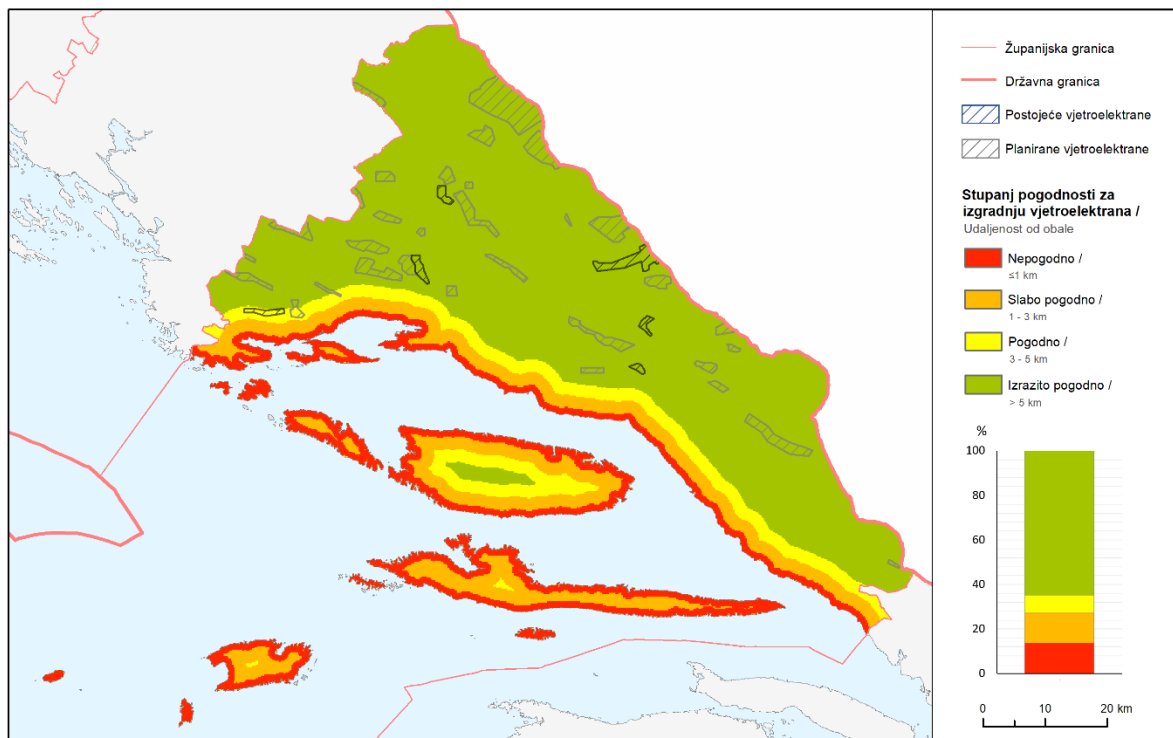 Županijska granica
Državna granica
Postojeće vjetroelektrane
Planirane vjetroelektrane
Stupanj pogodnosti za
izgradnju vjetroelektrana /
Udaljenost od obale
Nepogodno /
≤1 km
Slabo pogodno /
1 - 3 km
Pogodno /
3 - 5 km
Izrazito pogodno /
> 5 km
%
100
80
60
40
20
0
0 10 20 km